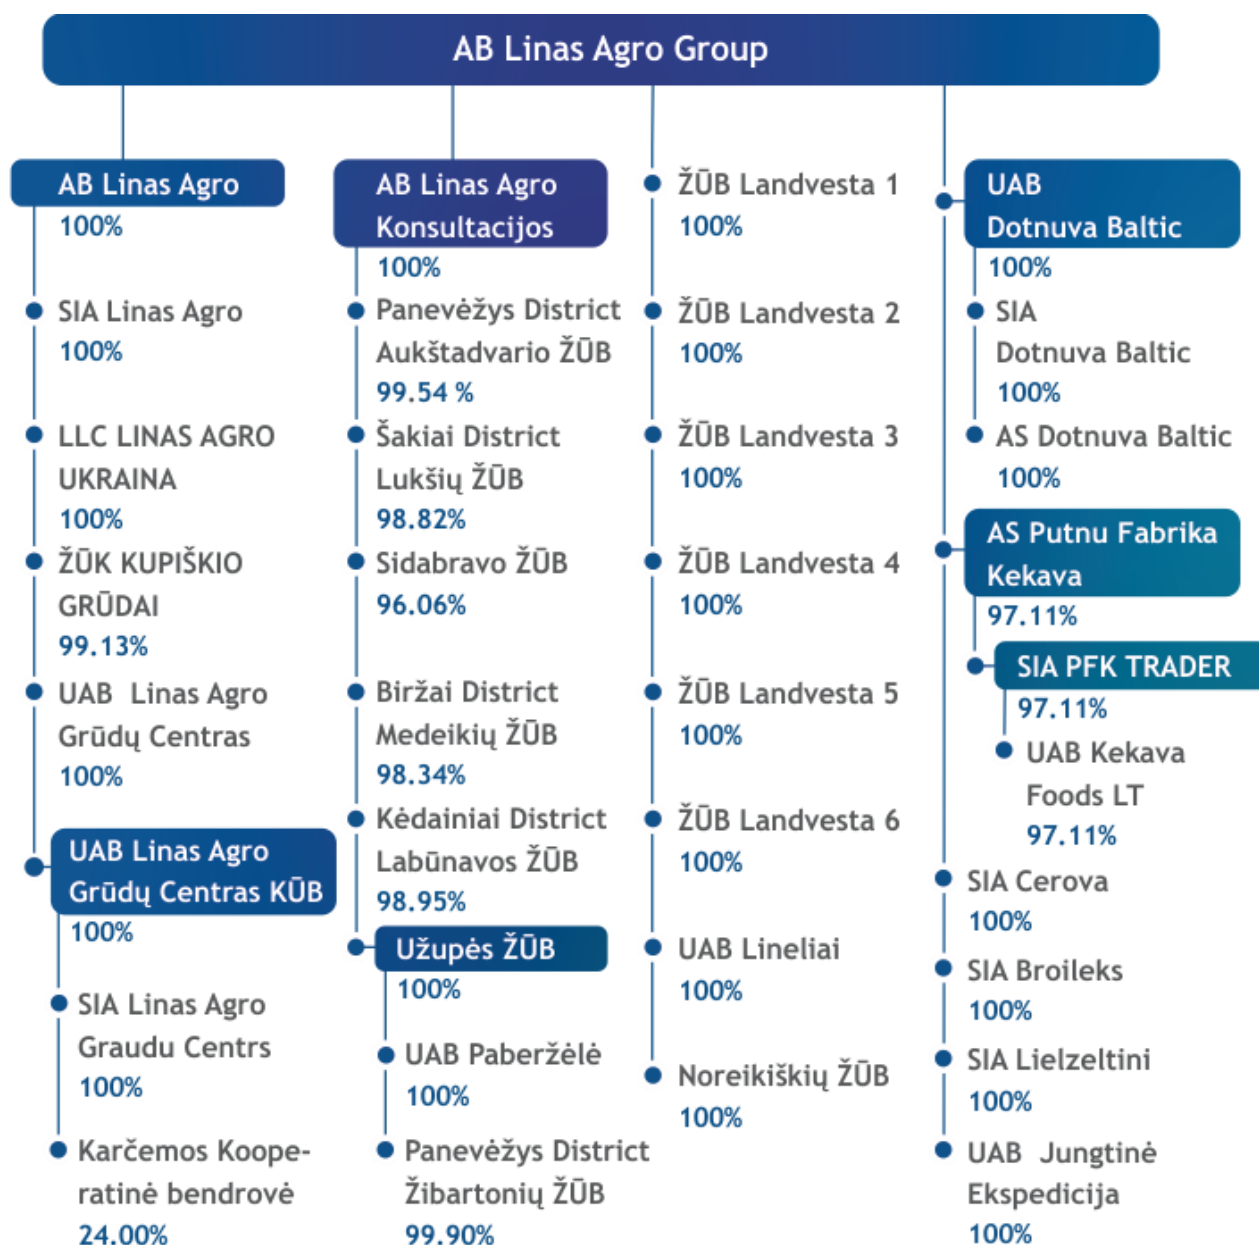 AB Linas Agro Group
AB Linas Agro
100%
SIA Linas Agro
100%
LLC LINAS AGRO
UKRAINA
100%
ŽŪK KUPIŠKIO
GRŪDAI
99.13%
UAB Linas Agro
Grūdų Centras
100%
UAB Linas Agro
Grūdų Centras KŪB
100%
SIA Linas Agro
Graudu Centrs
100%
Karčemos Koope-
ratinė bendrovė
24.00%
AB Linas Agro
Konsultacijos
100%
Panevėžys District
Aukštadvario ŽŪB
99.54 %
Šakiai District
Lukšių ŽŪB
98.82%
Sidabravo ŽŪB
96.06%
Biržai District
Medeikių ŽŪB
98.34%
Kėdainiai District
Labūnavos ŽŪB
98.95%
Užupės ŽŪB
100%
UAB Paberžėlė
100%
Panevėžys District
Žibartonių ŽŪB
99.90%
ŽŪB Landvesta 1
100%
ŽŪB Landvesta 2
100%
ŽŪB Landvesta 3
100%
ŽŪB Landvesta 4
100%
ŽŪB Landvesta 5
100%
ŽŪB Landvesta 6
100%
UAB Lineliai
100%
Noreikiškių ŽŪB
100%
UAB
Dotnuva Baltic
100%
SIA
Dotnuva Baltic
100%
AS Dotnuva Baltic
100%
AS Putnu Fabrika
Kekava
97.11%
SIA PFK TRADER
97.11%
UAB Kekava
Foods LT
97.11%
SIA Cerova
100%
SIA Broileks
100%
SIA Lielzeltini
100%
UAB Jungtinė
Ekspedicija
100%